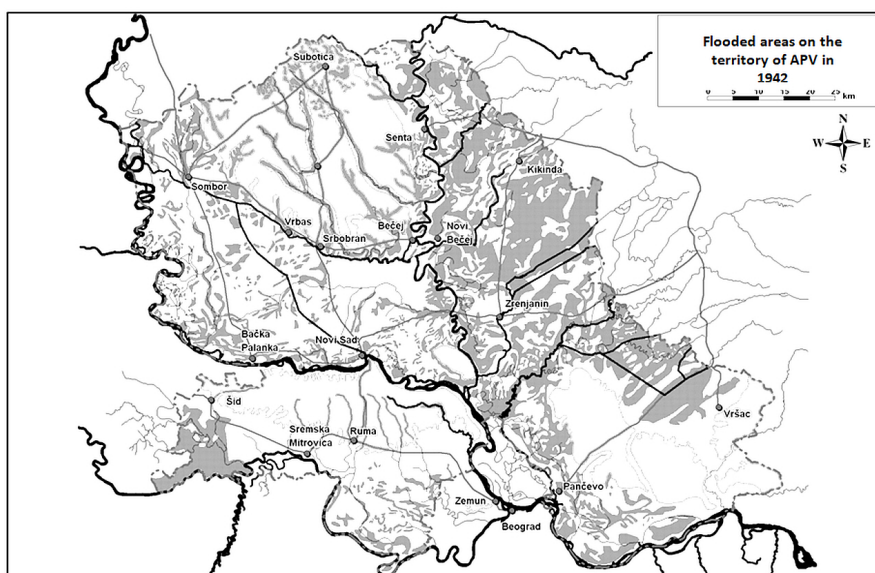 Flooded areas on the
territory of APV in
1942
0 5 10 15 20 25 km
N
W E
S
Subotica
Senta
Kikinda
Sombor
Vrbas
Srbobran
Bečej
Novi
Bečej
Zrenjanin
Bačka
Palanka
Novi Sad
Šid
Sremska
Mitrovica
Ruma
Vršac
Pančevo
Zemun
Beograd